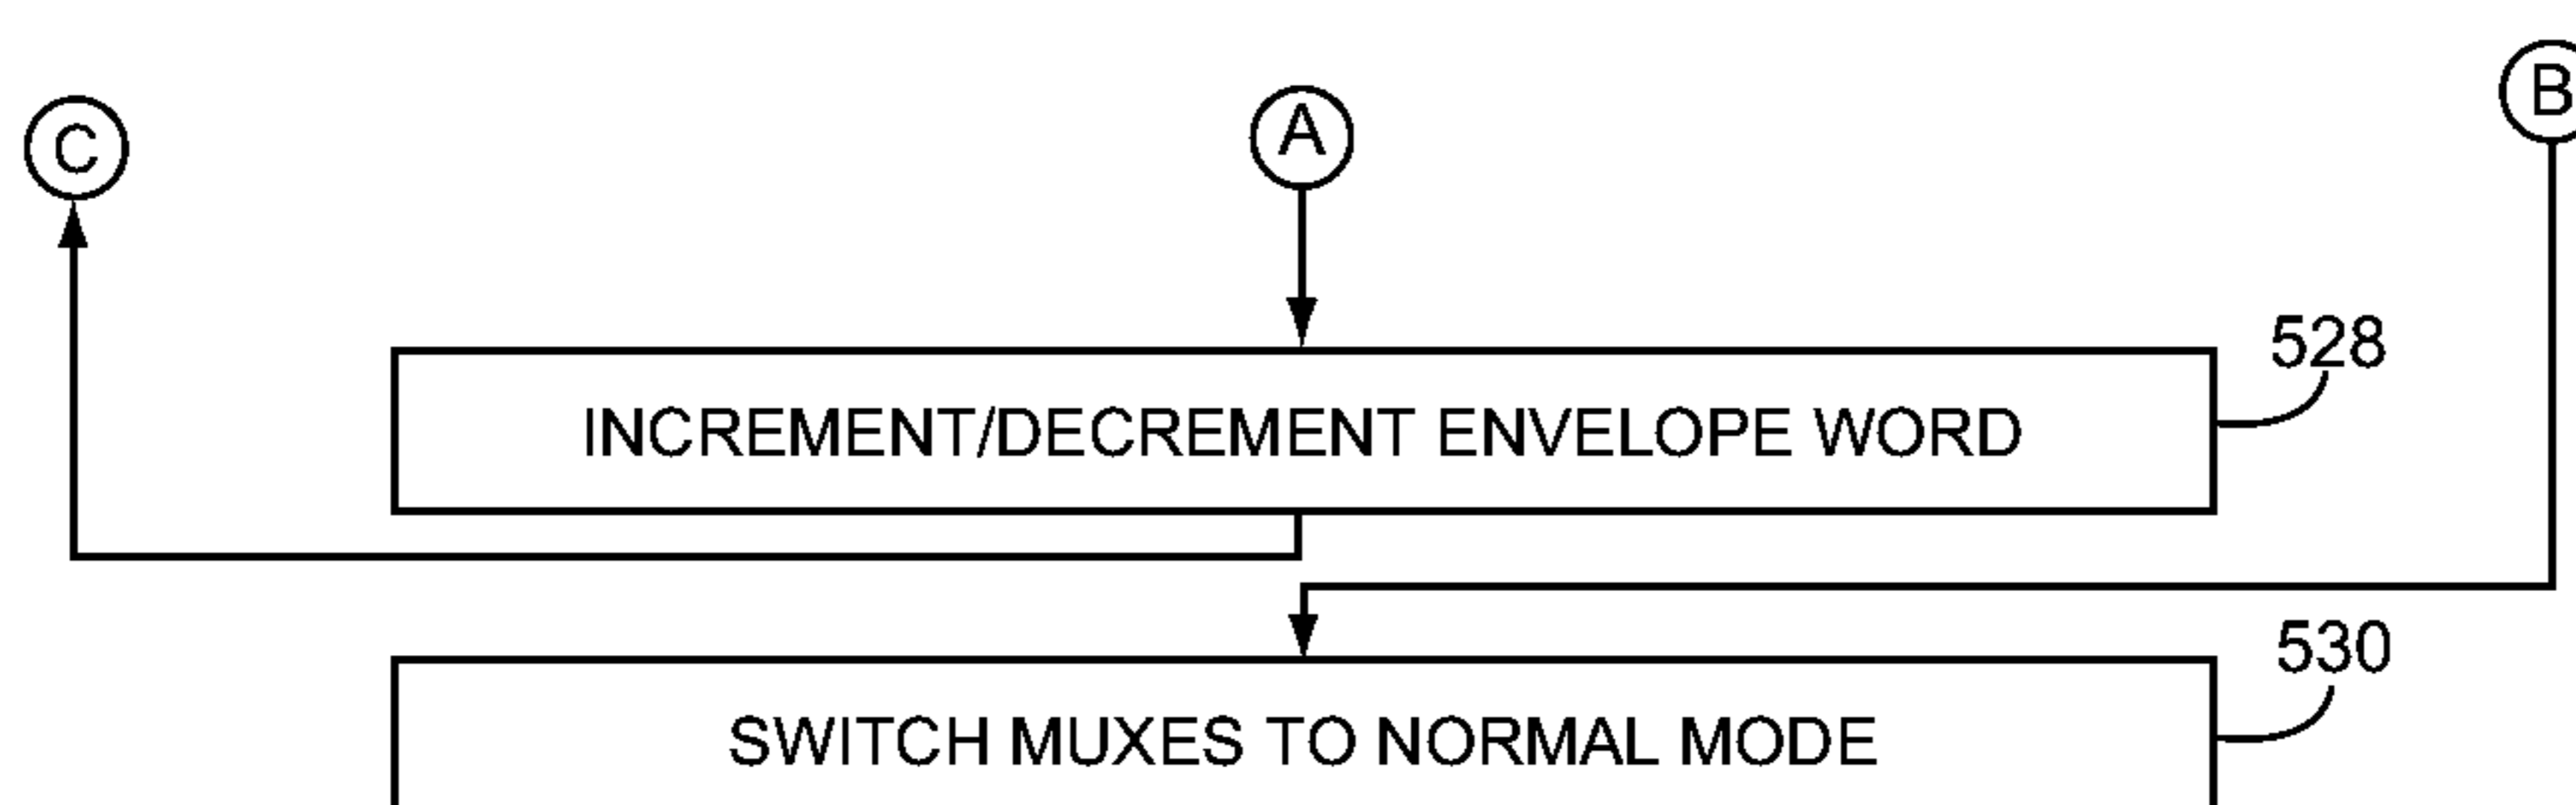 C
A
B
528
INCREMENT/DECREMENT ENVELOPE WORD
530
SWITCH MUXES TO NORMAL MODE